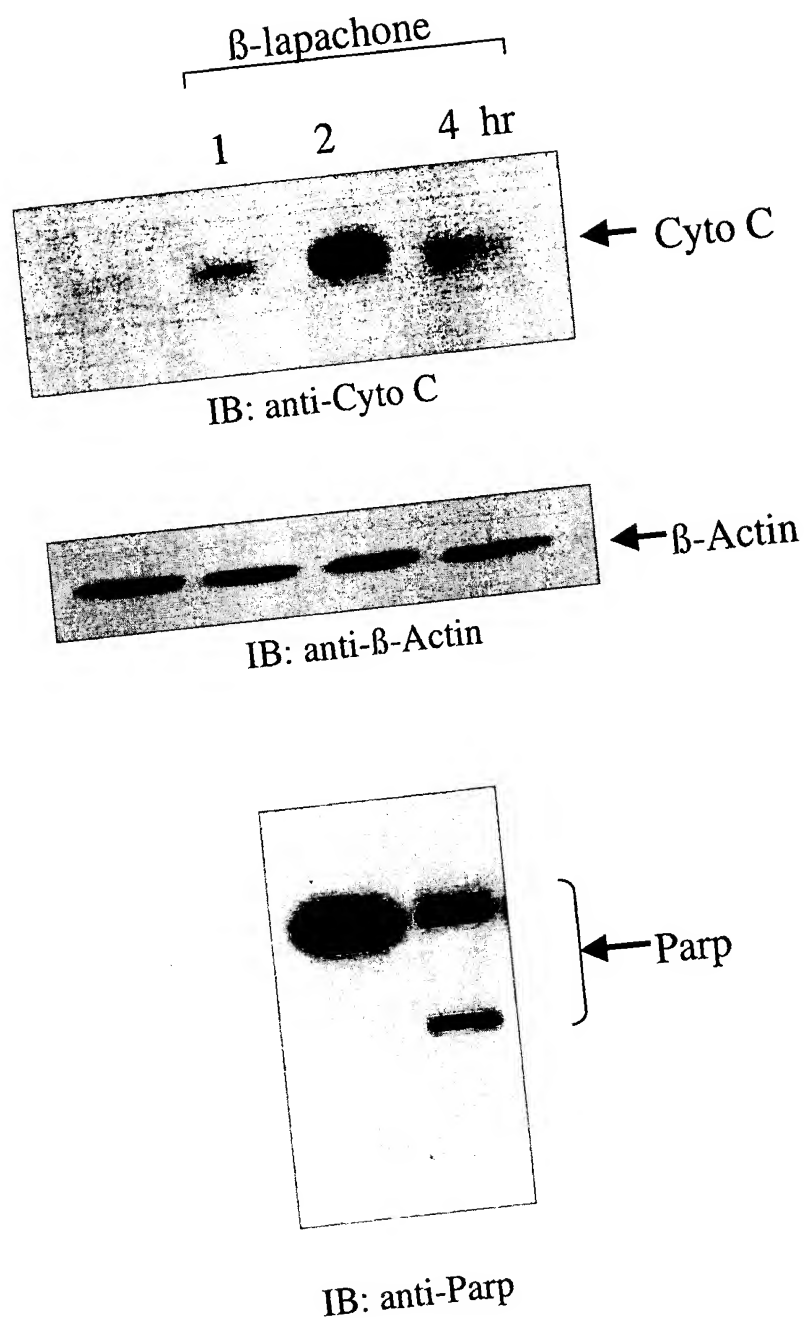 ß-lapachone
1 2 4 hr
Cyto C
IB: anti-Cyto C
ß-Actin
IB: anti-ß-Actin
Parp
IB: anti-Parp